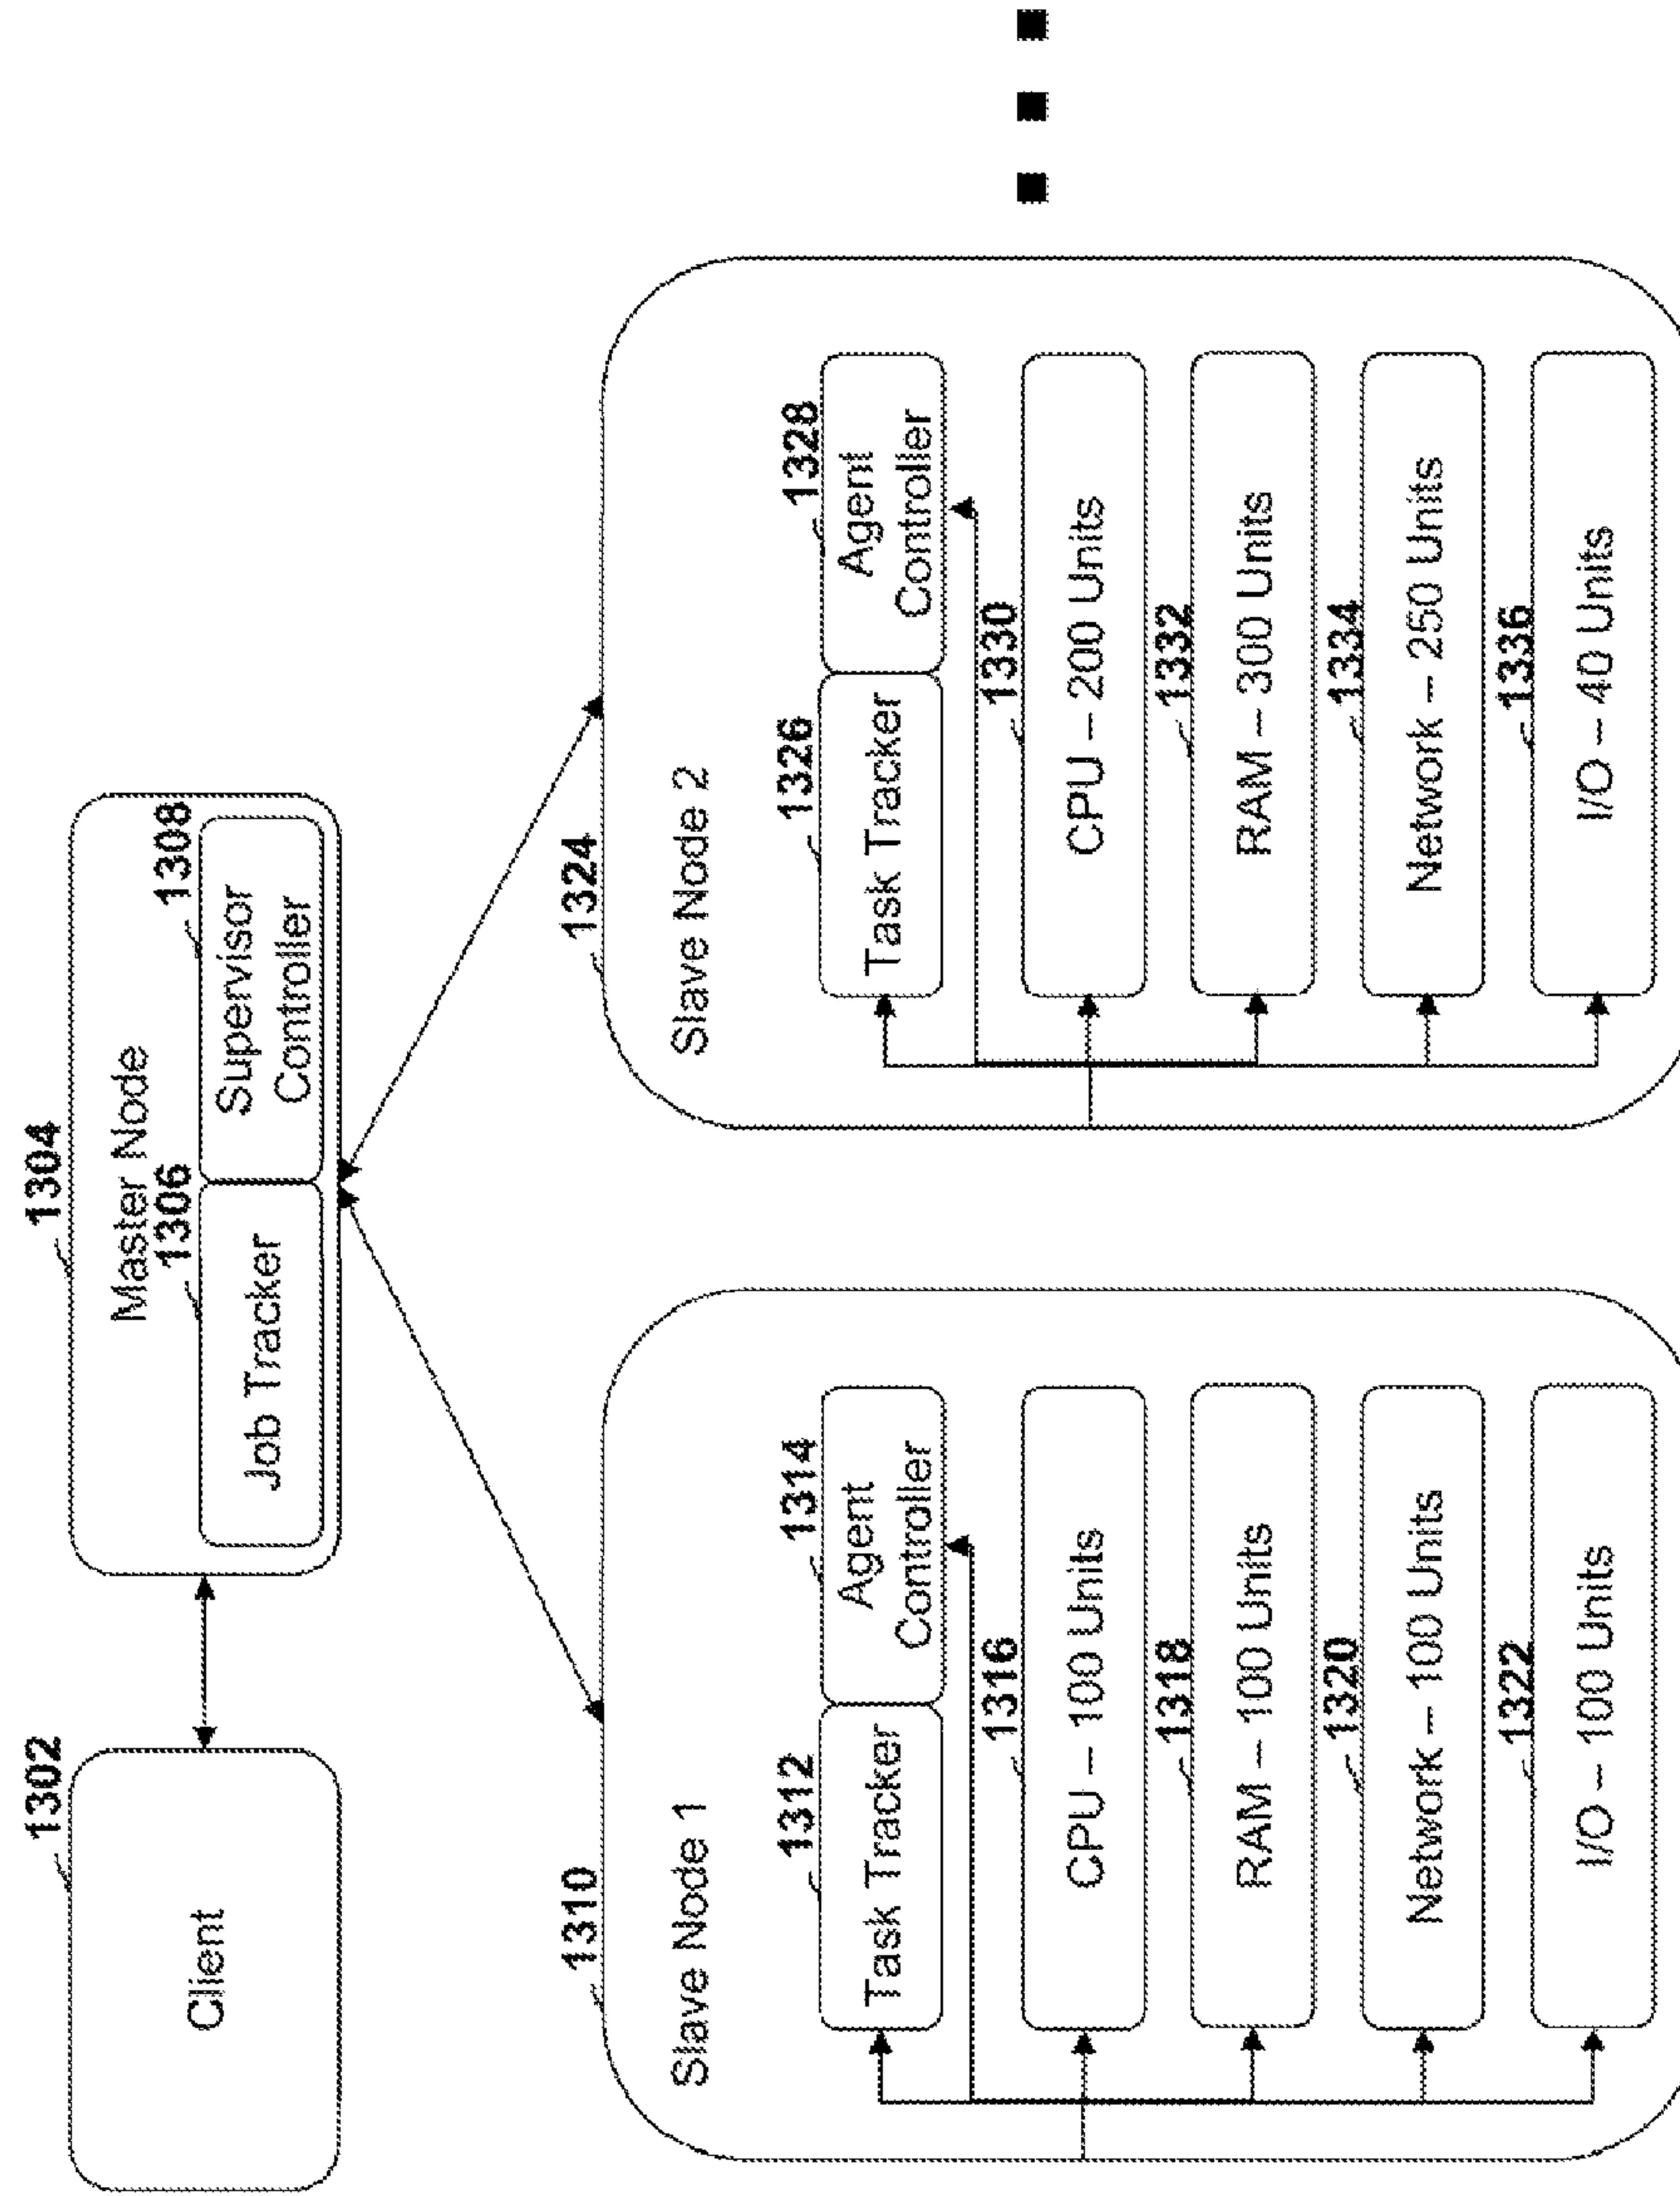 1302
Client
1304
Master Node
1306
1308
Job Tracker
Supervisor
Controller
1310
Slave Node 1
1312
1314
Task Tracker
Agent
Controller
1316
CPU – 100 Units
1318
RAM – 100 Units
1320
Network – 100 Units
1322
I/O – 100 Units
1324
Slave Node 2
1326
1328
Task Tracker
Agent
Controller
1330
CPU – 200 Units
1332
RAM – 300 Units
1334
Network – 250 Units
1336
I/O – 40 Units